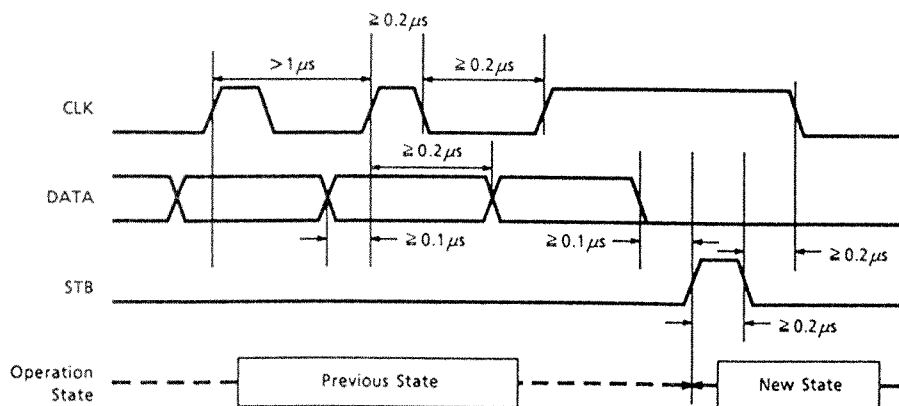 ≧0.2μs
>1μs
≧0.2μs
CLK
≧0.2μs
DATA
≧0.1μs
≧0.1μs
≧0.2μs
STB
≧0.2μs
Operation
State
Previous State
New State